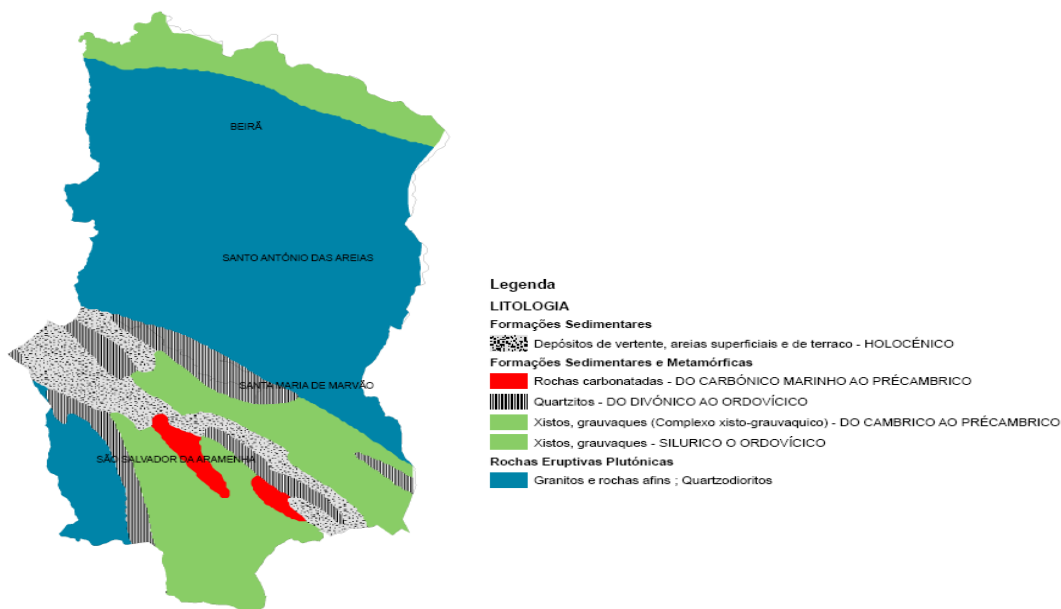 BEIRÃ
SANTO ANTÓNIO DAS AREIAS
SANTA MARIA DE MARVÃO
SÃO SALVADOR DA ARAMENHA
Legenda
LITOLOGIA
Formações Sedimentares
Depósitos de vertente, areias superficiais e de terraco - HOLOCÉNICO
Formações Sedimentares e Metamórficas
Rochas carbonatadas - DO CARBÓNICO MARINHO AO PRÉCAMBRICO
Quartzitos - DO DIVÓNICO AO ORDOVÍCICO
Xistos, grauvaques (Complexo xisto-grauvaquico) - DO CAMBRICO AO PRÉCAMBRICO
Xistos, grauvaques - SILURICO O ORDOVÍCICO
Rochas Eruptivas Plutónicas
Granitos e rochas afins ; Quartzodioritos